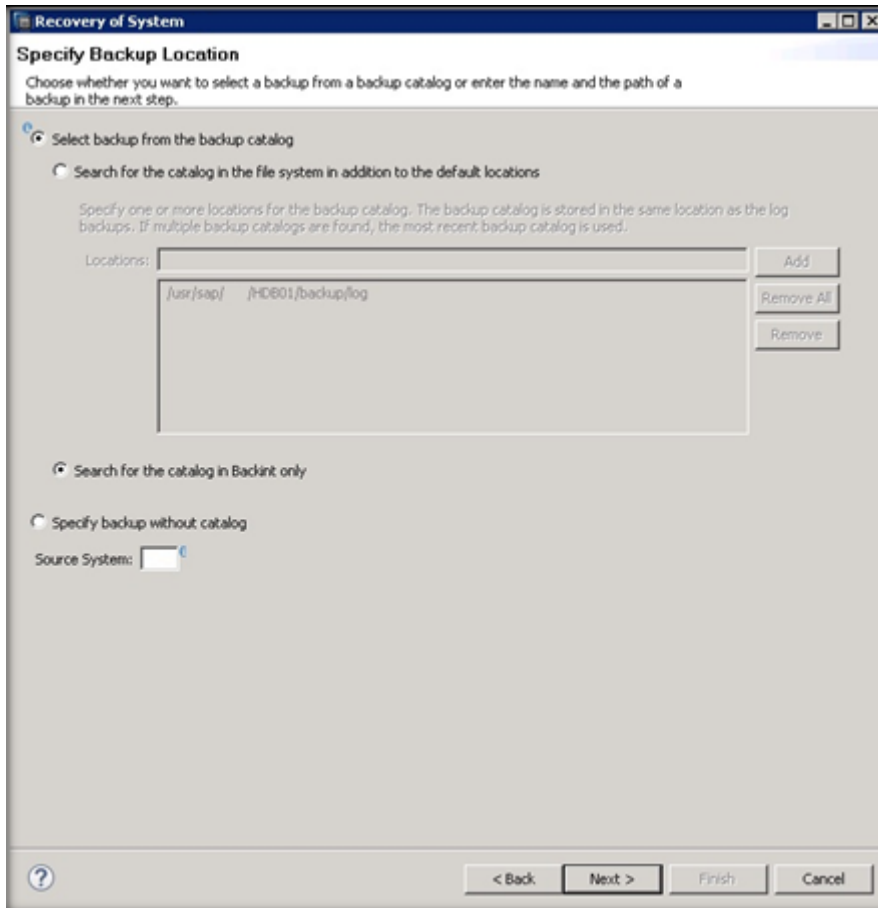 Recovery of System
Specify Backup Location
Choose whether you want to select a backup from a backup catalog or enter the name and the path of a
backup in the next step.
Select backup from the backup catalog
Search for the catalog in the file system in addition to the default locations
Specify one or more locations for the backup catalog. The backup catalog is stored in the same location as the log
backups. If multiple backup catalogs are found, the most recent backup catalog is used.
Locations:
Add
/usr/sap/ /HDB01/backup/log
Remove All
Remove
Search for the catalog in Backint only
Specify backup without catalog
Source System:
? < Back Next > Finish Cancel